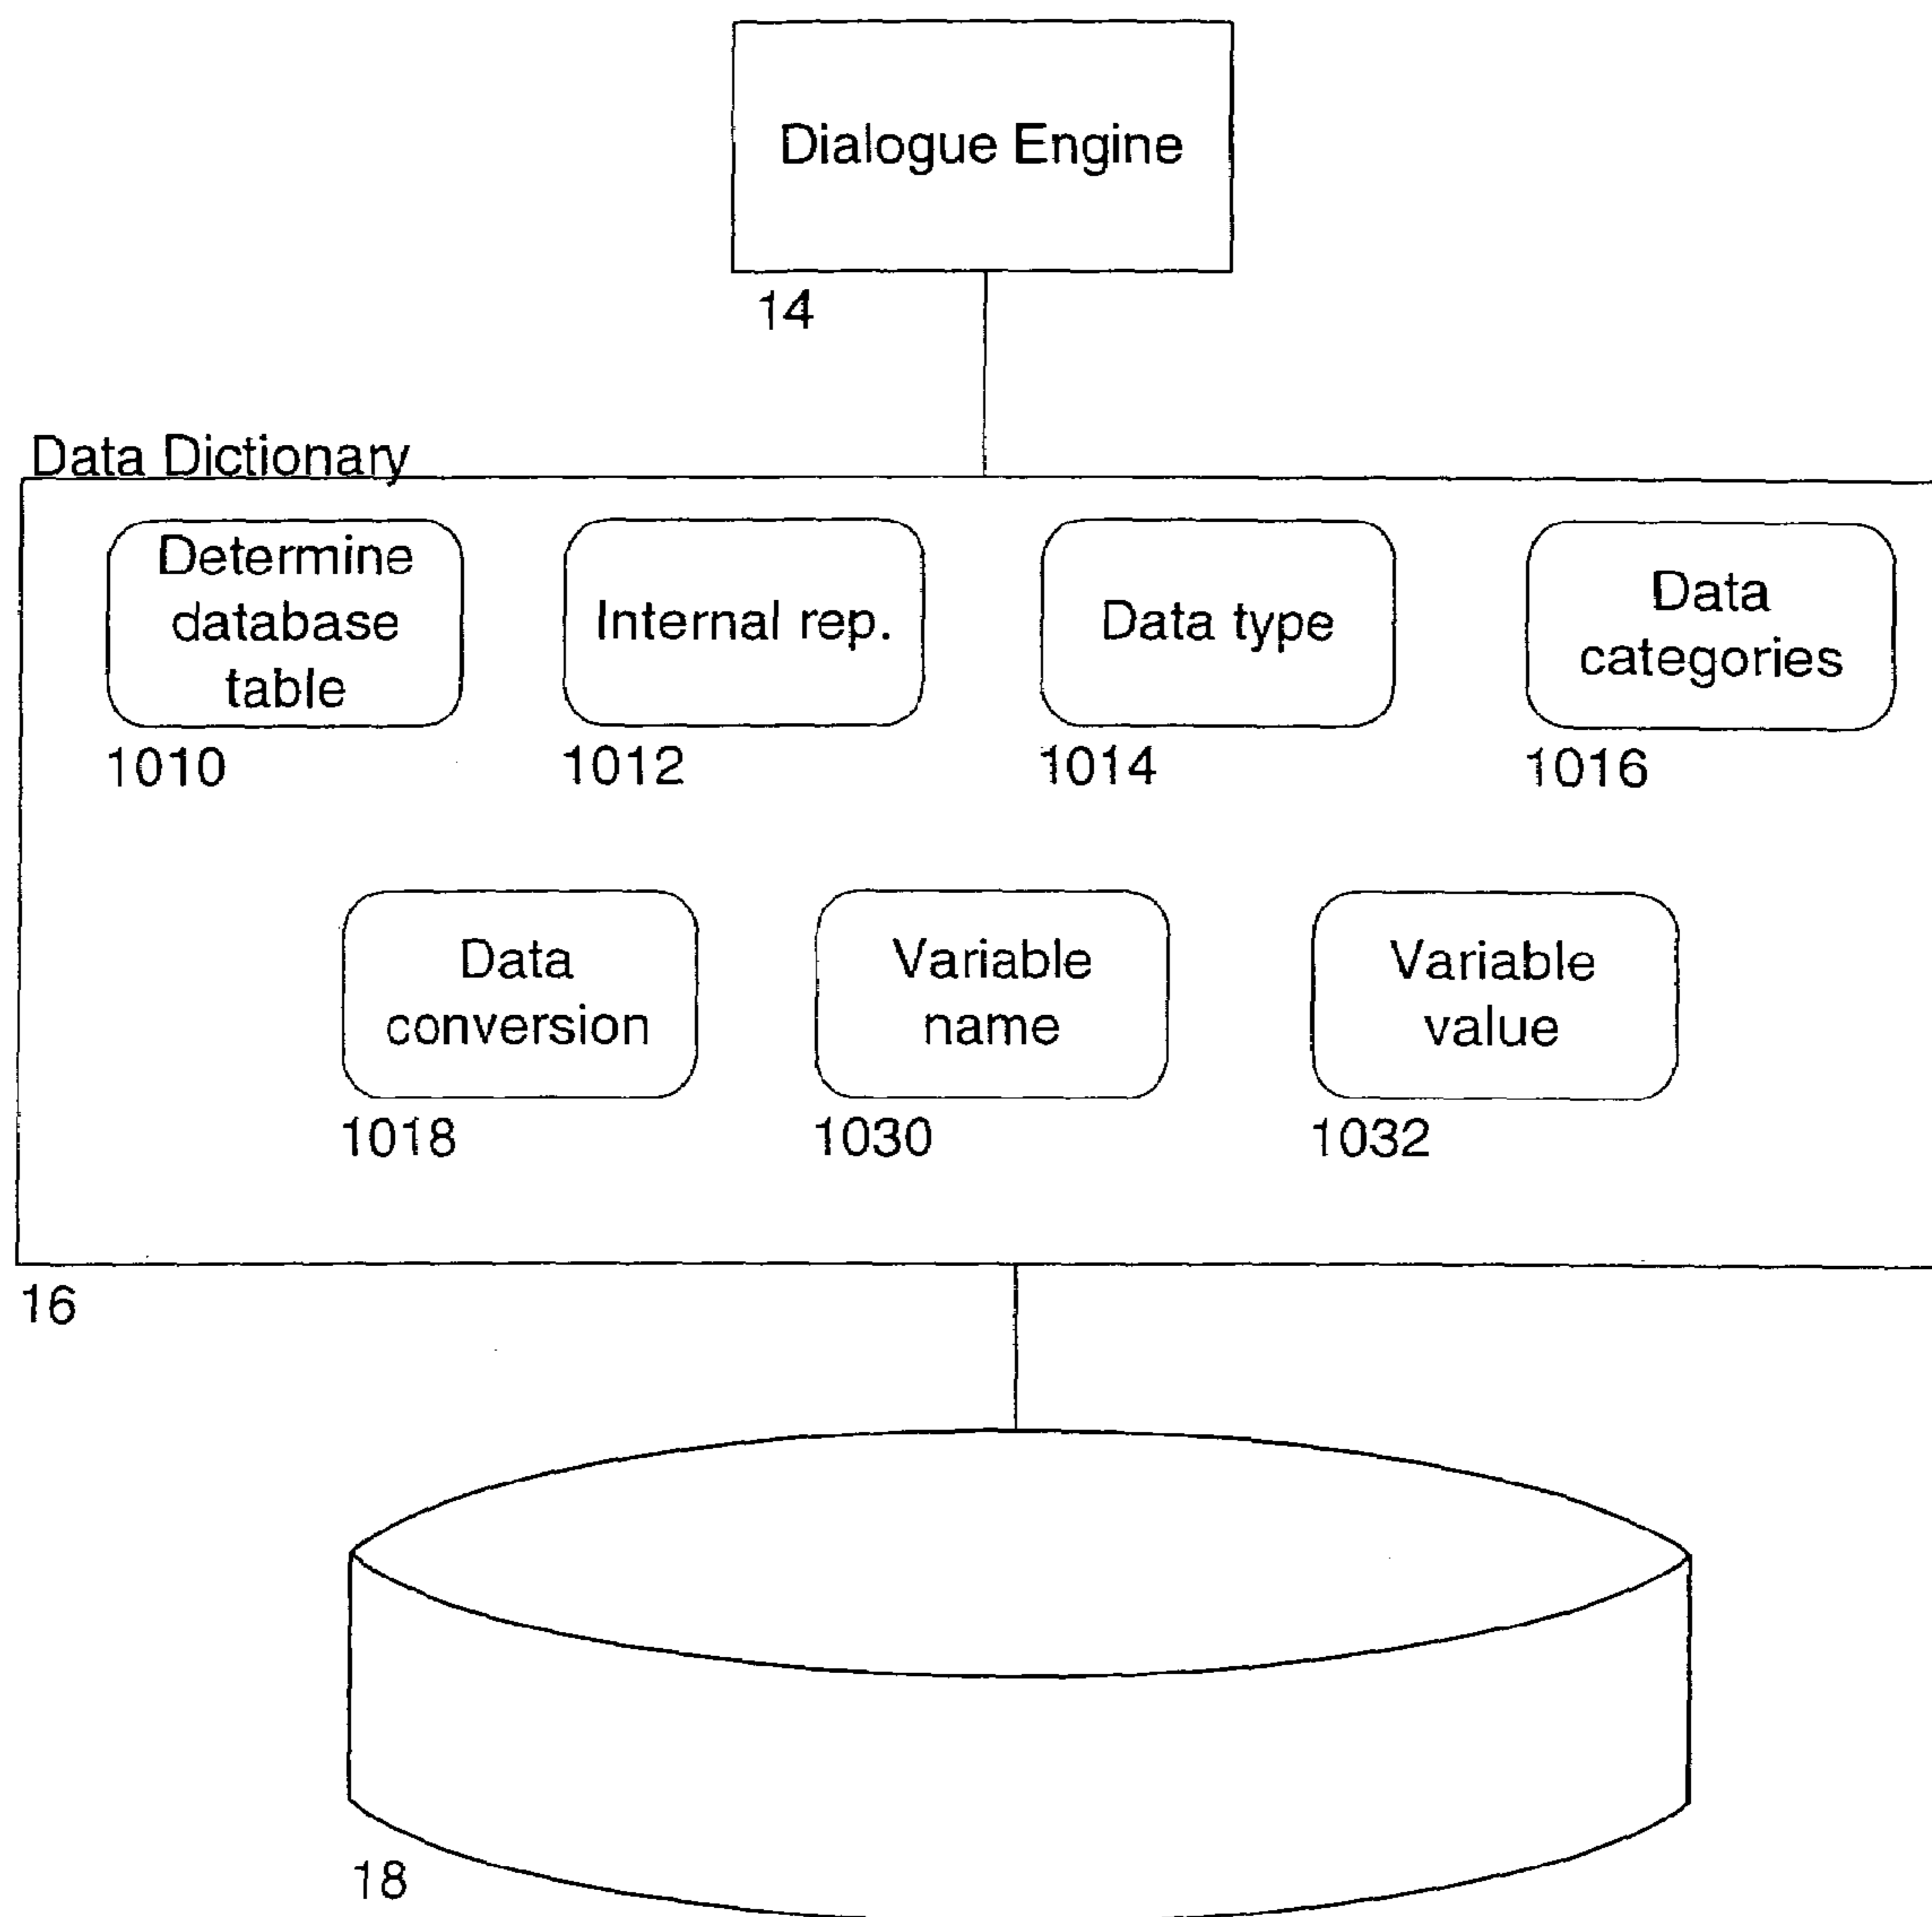 Dialogue Engine
14
Data Dictionary
Determine
database
table
1010
Internal rep.
1012
Data type
1014
Data
categories
1016
Data
conversion
1018
Variable
name
1030
Variable
value
1032
16
18